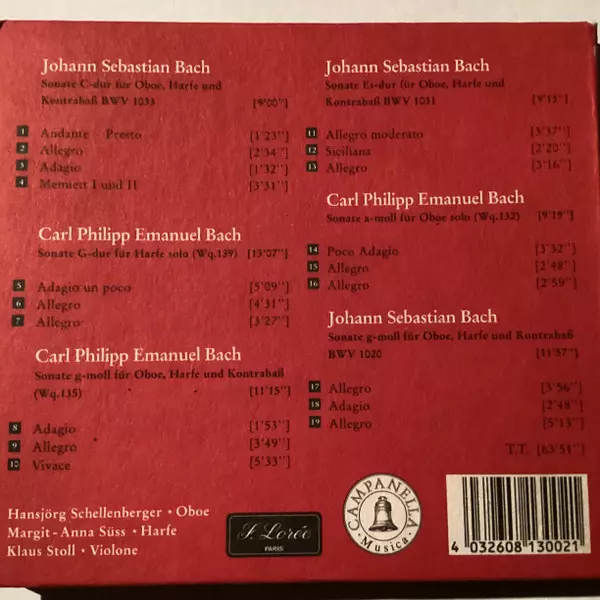 Johann Sebastian Bach
Sonate C-dur für Oboe, Harfe und
Kontrabaß BWV 1033 [9'00"]
1 Andante Presto [1'23"]
2 Allegro [2'34"]
3 Adagio [1'32"]
4 Menuett I und II [3'31"]
Carl Philipp Emanuel Bach
Sonate G-dur für Harfe solo (Wq.139) [13'07"]
5 Adagio un poco [5'09"]
6 Allegro [4'31"]
7 Allegro [3'27"]
Carl Philipp Emanuel Bach
Sonate g-moll für Oboe, Harfe und Kontrabaß
(Wq.135) [11'15"]
8 Adagio [1'53"]
9 Allegro [3'49"]
10 Vivace [5'33"]
Johann Sebastian Bach
Sonate Es-dur für Oboe, Harfe und
Kontrabaß BWV 1031 [9'13"]
11 Allegro moderato [3'37"]
12 Siciliana [2'20"]
13 Allegro [3'16"]
Carl Philipp Emanuel Bach
Sonate a-moll für Oboe solo (Wq.132) [9'19"]
14 Poco Adagio [3'32"]
15 Allegro [2'48"]
16 Allegro [2'59"]
Johann Sebastian Bach
Sonate g-moll für Oboe, Harfe und Kontrabaß
BWV 1020 [11'57"]
17 Allegro [3'56"]
18 Adagio [2'48"]
19 Allegro [5'13"]
T.T. [63'51"]
Hansjörg Schellenberger • Oboe
Margit-Anna Süss • Harfe
Klaus Stoll • Violone
F. Lorée
PARIS
CAMPANELLA
Musica
4 032608 130021